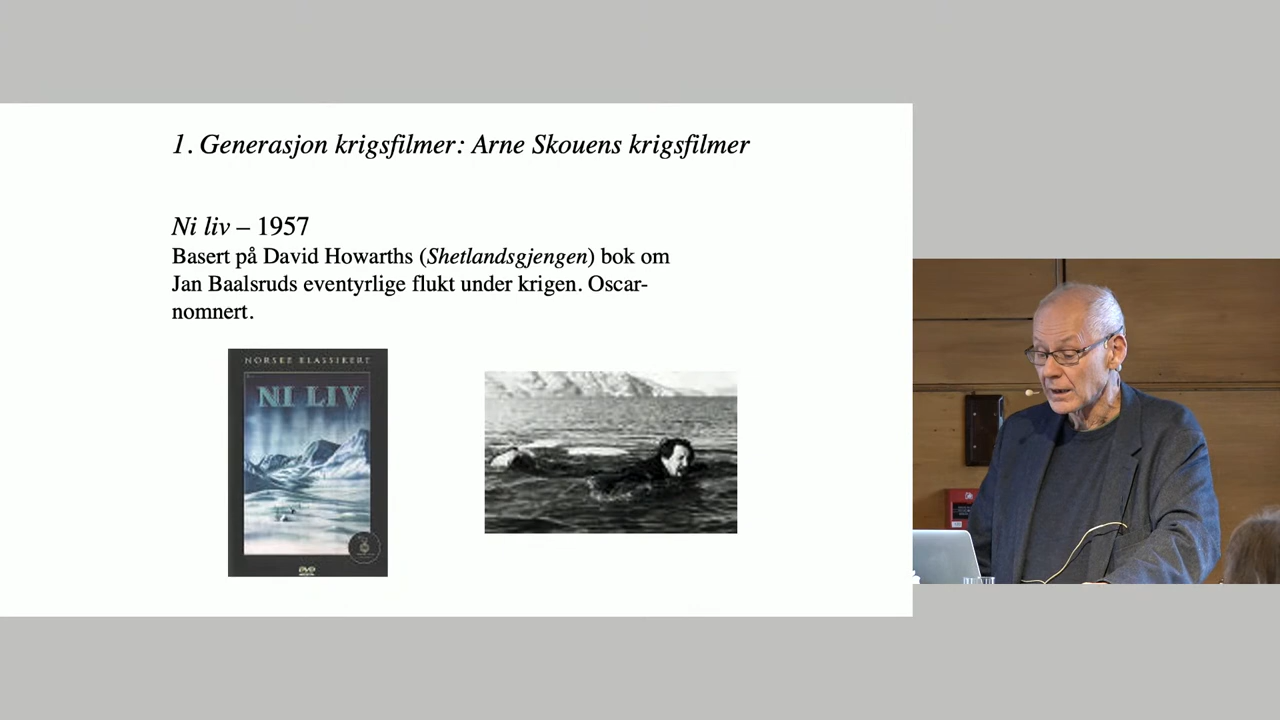 1. Generasjon krigsfilmer: Arne Skouens krigsfilmer
Ni liv – 1957
Basert på David Howarths (Shetlandsgjengen) bok om
Jan Baalsruds eventyrlige flukt under krigen. Oscar-
nomnert.
NORSKE KLASSIKERE
NI LIV
DVD